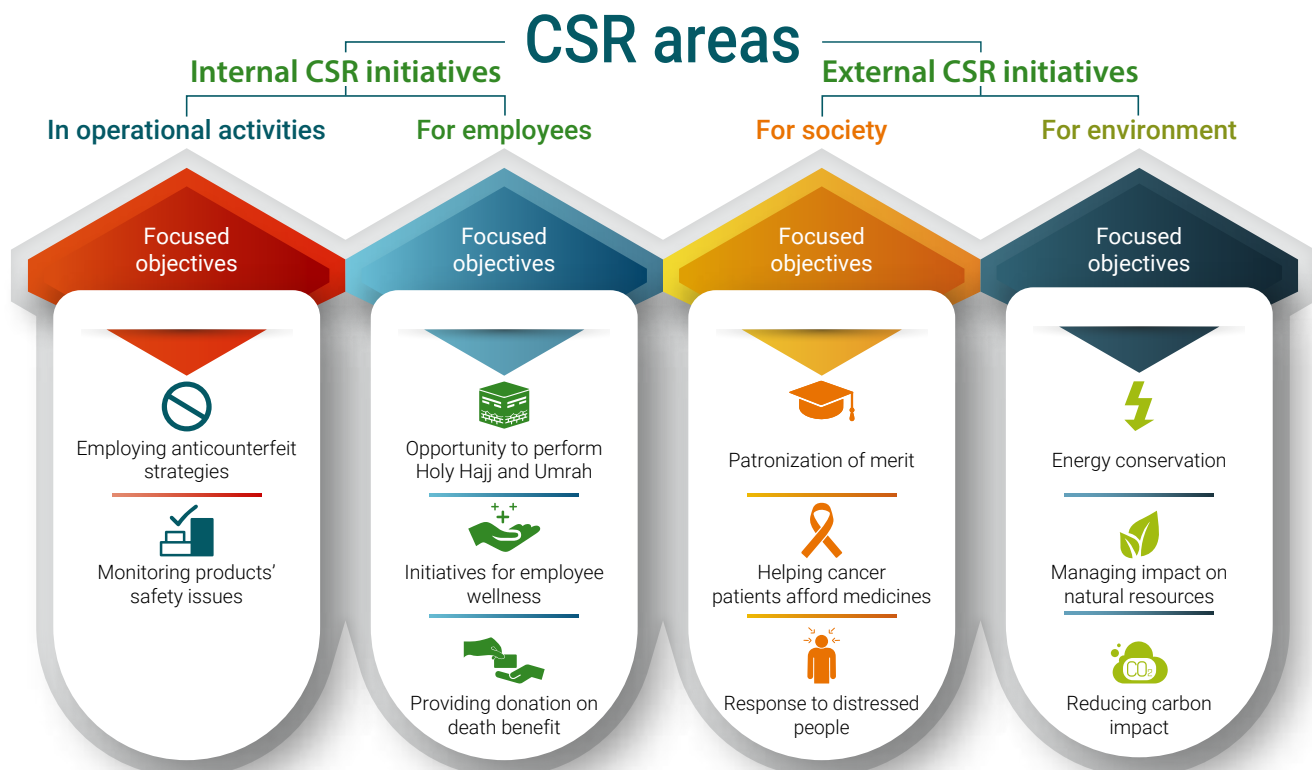 CSR areas
Internal CSR initiatives
External CSR initiatives
In operational activities
For employees
For society
For environment
Focused
objectives
Employing anticounterfeit
strategies
Monitoring products’
safety issues
Focused
objectives
Opportunity to perform
Holy Hajj and Umrah
Initiatives for employee
wellness
Providing donation on
death benefit
Focused
objectives
Patronization of merit
Helping cancer
patients afford medicines
Response to distressed
people
Focused
objectives
Energy conservation
Managing impact on
natural resources
CO₂
Reducing carbon
impact